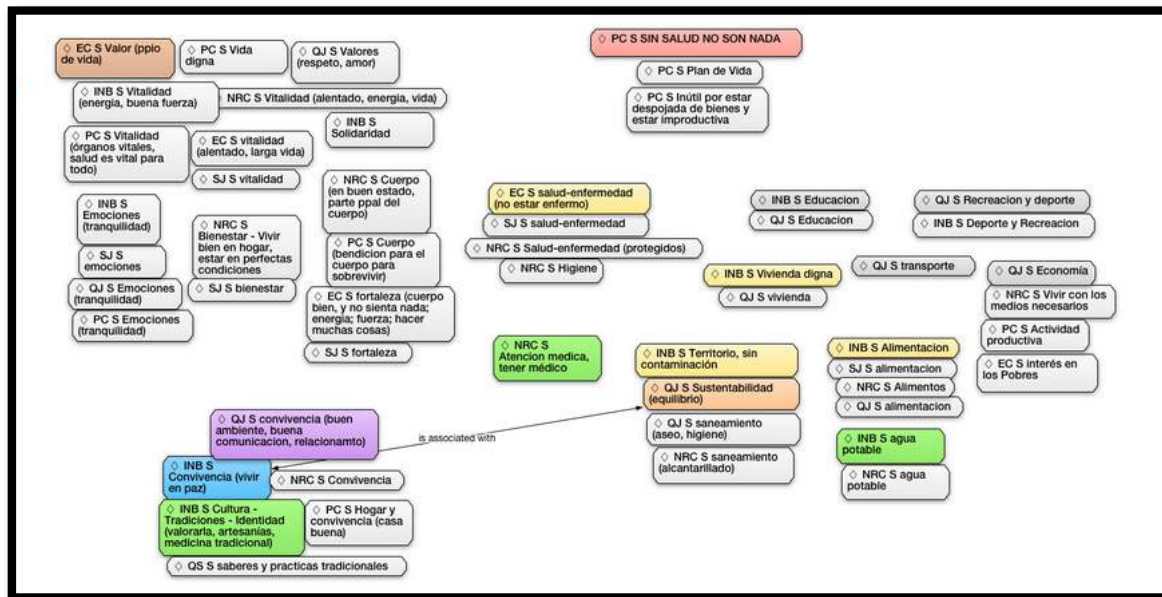 ◇ EC S Valor (ppio
de vida)
◇ PC S Vida
digna
◇ QJ S Valores
(respeto, amor)
◇ INB S Vitalidad
(energía, buena fuerza)
◇ NRC S Vitalidad (alentado, energia, vida)
◇ INB S
Solidaridad
◇ PC S Vitalidad
(órganos vitales,
salud es vital para
todo)
◇ EC S vitalidad
(alentado, larga vida)
◇ SJ S vitalidad
◇ NRC S Cuerpo
(en buen estado,
parte ppal del
cuerpo)
◇ INB S
Emociones
(tranquilidad)
◇ NRC S
Bienestar - Vivir
bien en hogar,
estar en perfectas
condiciones
◇ PC S Cuerpo
(bendicion para el
cuerpo para
sobrevivir)
◇ SJ S
emociones
◇ QJ S Emociones
(tranquilidad)
◇ SJ S bienestar
◇ EC S fortaleza (cuerpo
bien, y no sienta nada;
energia; fuerza; hacer
muchas cosas)
◇ PC S Emociones
(tranquilidad)
◇ SJ S fortaleza
◇ PC S SIN SALUD NO SON NADA
◇ PC S Plan de Vida
◇ PC S Inútil por estar
despojada de bienes y
estar improductiva
◇ EC S salud-enfermedad
(no estar enfermo)
◇ SJ S salud-enfermedad
◇ NRC S Salud-enfermedad (protegidos)
◇ NRC S Higiene
◇ INB S Educacion
◇ QJ S Educacion
◇ QJ S Recreacion y deporte
◇ INB S Deporte y Recreacion
◇ INB S Vivienda digna
◇ QJ S vivienda
◇ QJ S transporte
◇ QJ S Economía
◇ NRC S Vivir con los
medios necesarios
◇ PC S Actividad
productiva
◇ EC S interés en
los Pobres
◇ NRC S
Atencion medica,
tener médico
◇ INB S Territorio, sin
contaminación
◇ QJ S Sustentabilidad
(equilibrio)
◇ QJ S saneamiento
(aseo, higiene)
◇ NRC S saneamiento
(alcantarillado)
◇ INB S Alimentacion
◇ SJ S alimentacion
◇ NRC S Alimentos
◇ QJ S alimentacion
◇ INB S agua
potable
◇ NRC S agua
potable
◇ QJ S convivencia (buen
ambiente, buena
comunicacion, relacionamto)
is associated with
◇ INB S
Convivencia (vivir
en paz)
◇ NRC S Convivencia
◇ INB S Cultura -
Tradiciones - Identidad
(valorarla, artesanías,
medicina tradicional)
◇ PC S Hogar y
convivencia (casa
buena)
◇ QS S saberes y practicas tradicionales